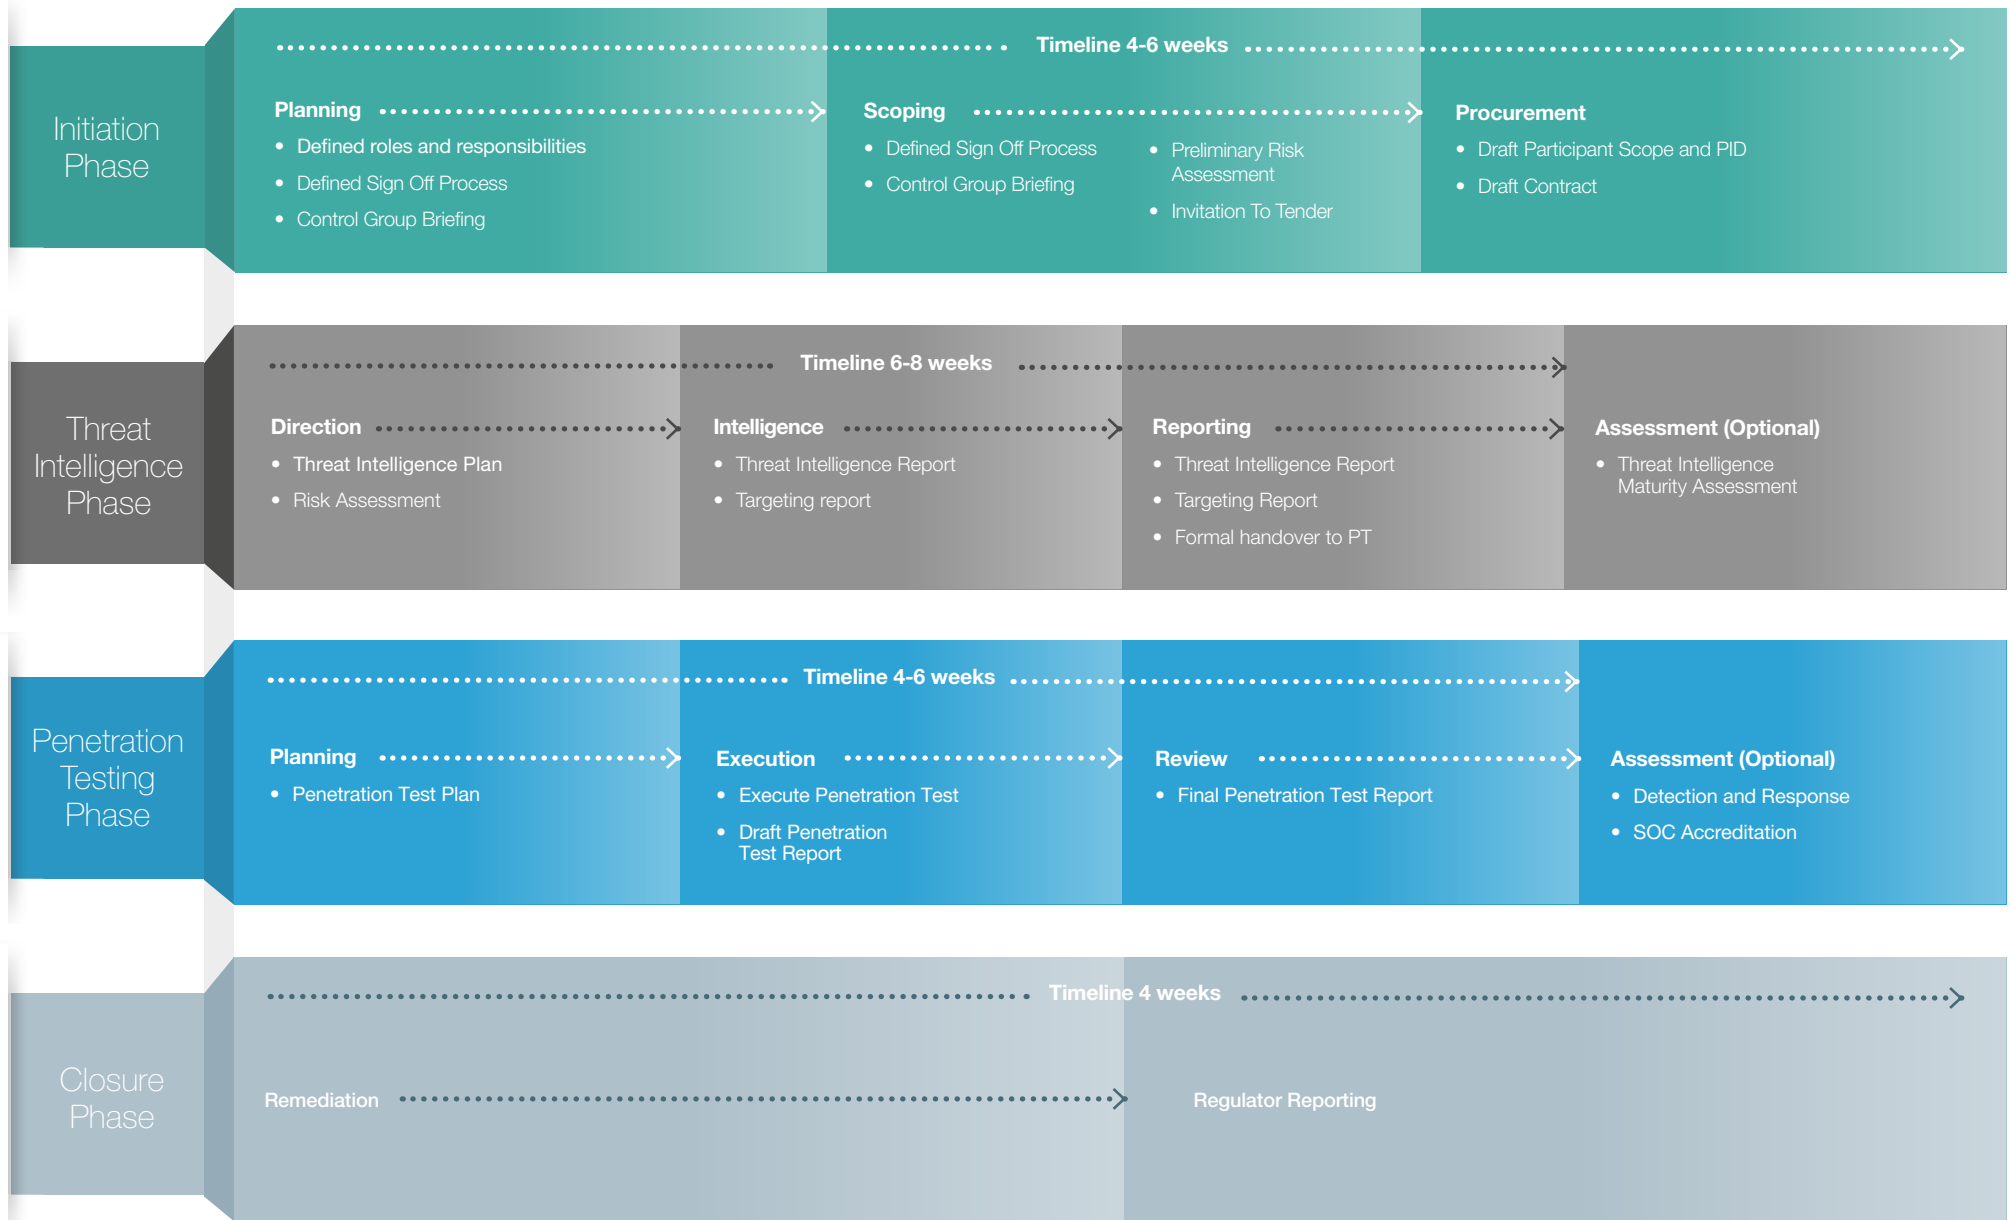 Initiation
Phase
Timeline 4-6 weeks
Planning
• Defined roles and responsibilities
• Defined Sign Off Process
• Control Group Briefing
Scoping
• Defined Sign Off Process
• Control Group Briefing
• Preliminary Risk
Assessment
• Invitation To Tender
Procurement
• Draft Participant Scope and PID
• Draft Contract
Threat
Intelligence
Phase
Timeline 6-8 weeks
Direction
• Threat Intelligence Plan
• Risk Assessment
Intelligence
• Threat Intelligence Report
• Targeting report
Reporting
• Threat Intelligence Report
• Targeting Report
• Formal handover to PT
Assessment (Optional)
• Threat Intelligence
Maturity Assessment
Penetration
Testing
Phase
Timeline 4-6 weeks
Planning
• Penetration Test Plan
Execution
• Execute Penetration Test
• Draft Penetration
Test Report
Review
• Final Penetration Test Report
Assessment (Optional)
• Detection and Response
• SOC Accreditation
Closure
Phase
Timeline 4 weeks
Remediation
Regulator Reporting